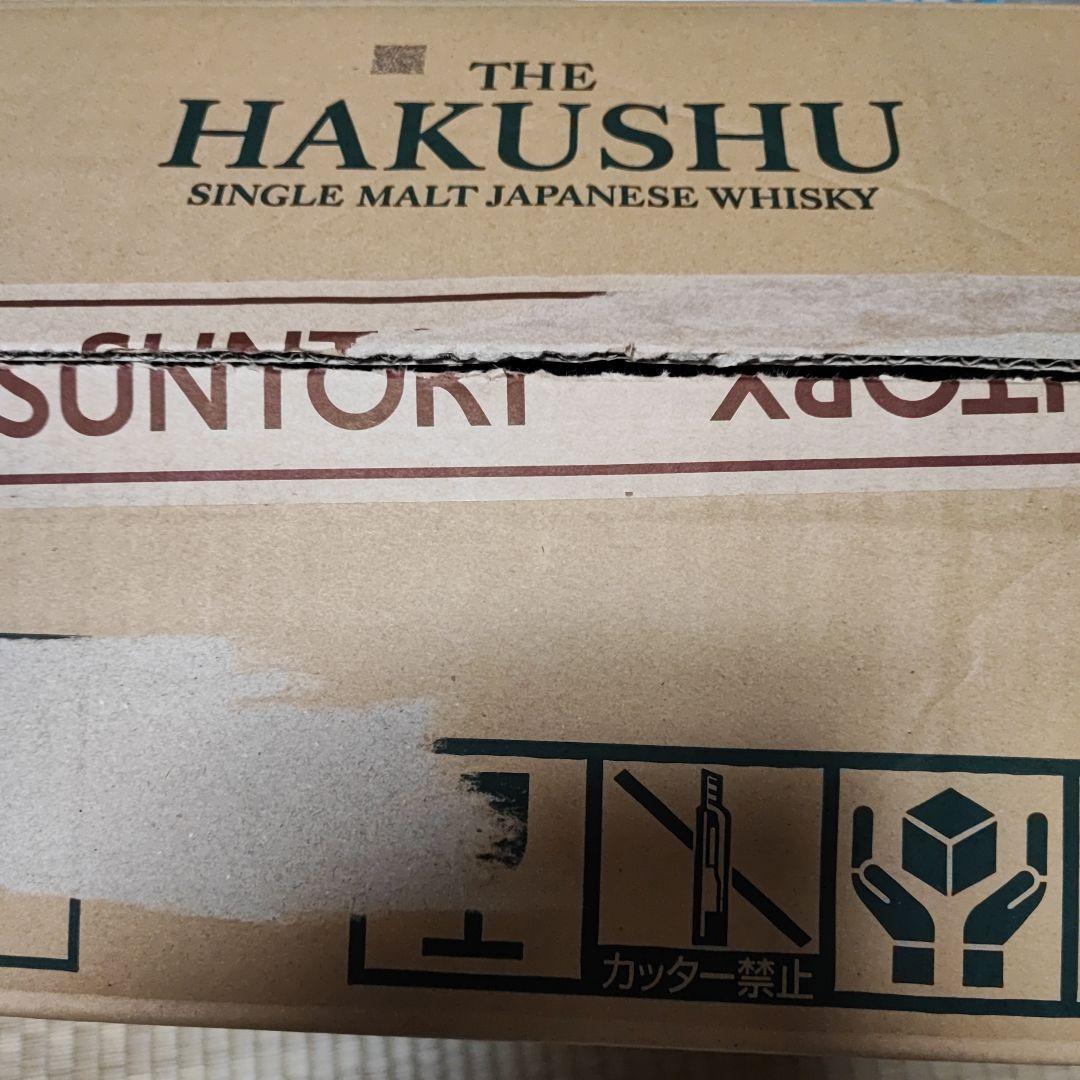 THE
HAKUSHU
SINGLE MALT JAPANESE WHISKY
SUNTORY
カッター禁止